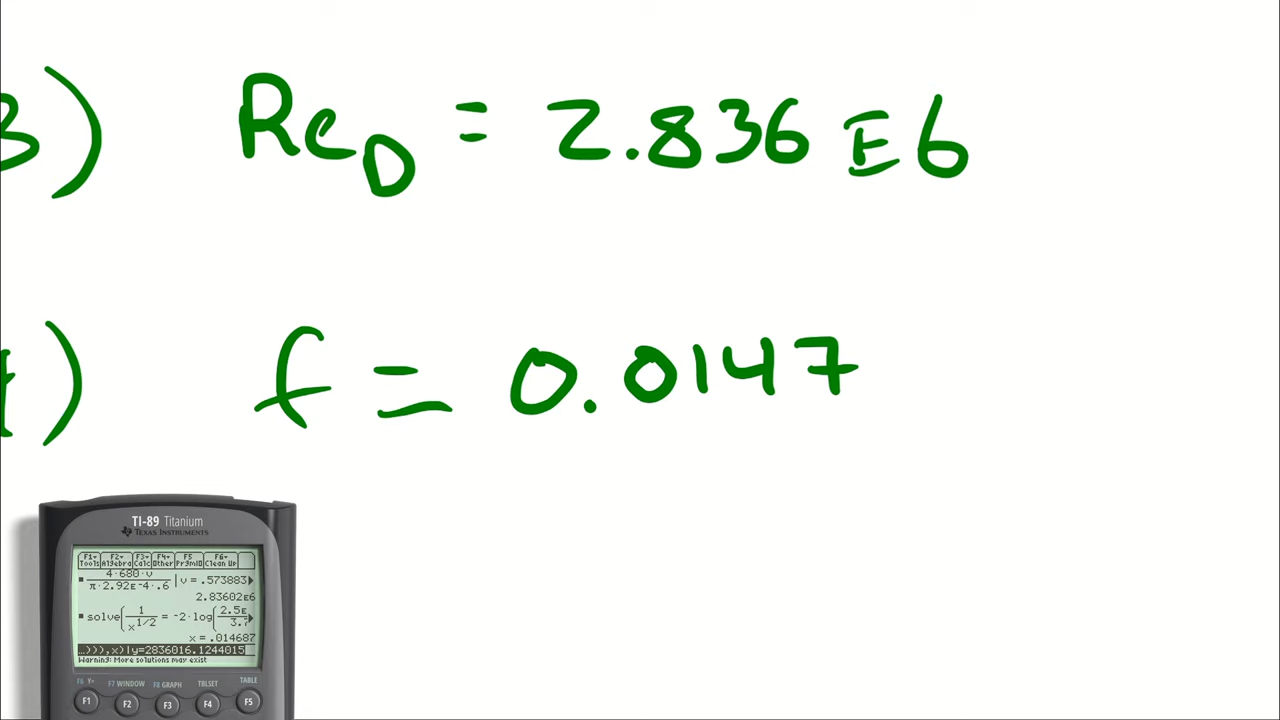 3) Re_D = 2.836 E6
) f = 0.0147
TI-89 Titanium
TEXAS INSTRUMENTS
F1▾ Tools F2▾ Algebra F3▾ Calc F4▾ Other F5 PrgmIO F6▾ Clean Up
4·680·v / π·2.92E-4·.6 | v = .573883▸
2.83602E6
solve(1/x^1/2 = -2·log(2.5E 3.7▸
x = .014687
...))),x)|y=2836016.1244015
Warning: More solutions may exist
F6 Y= F7 WINDOW F8 GRAPH TBLSET TABLE
F1 F2 F3 F4 F5